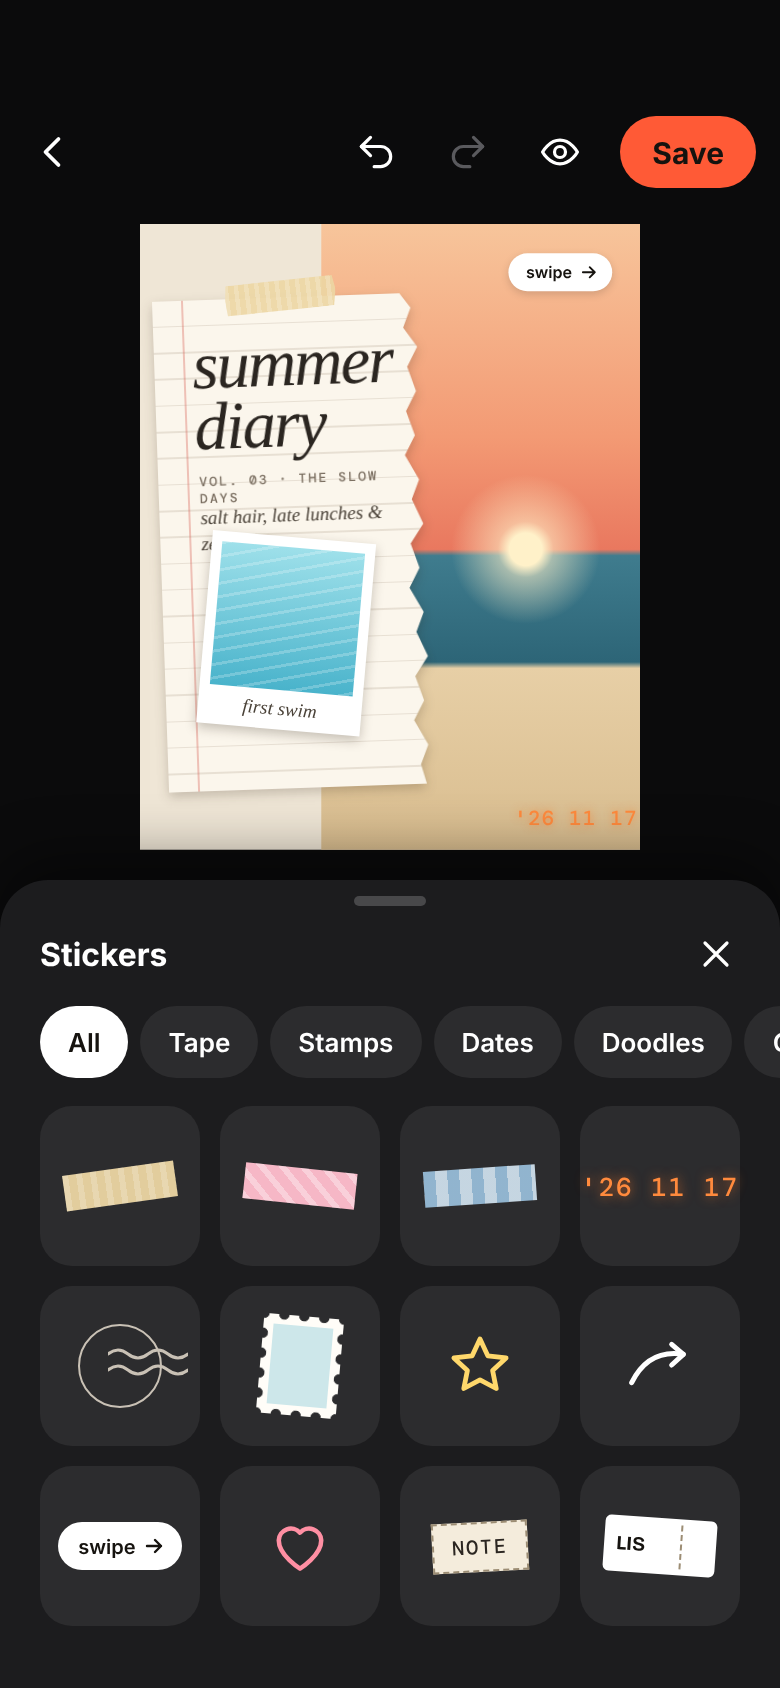 Save
swipe →
summer
diary
VOL. 03 · THE SLOW
DAYS
salt hair, late lunches &
first swim
'26 11 17
Stickers
All
Tape
Stamps
Dates
Doodles
'26 11 17
swipe →
NOTE
LIS